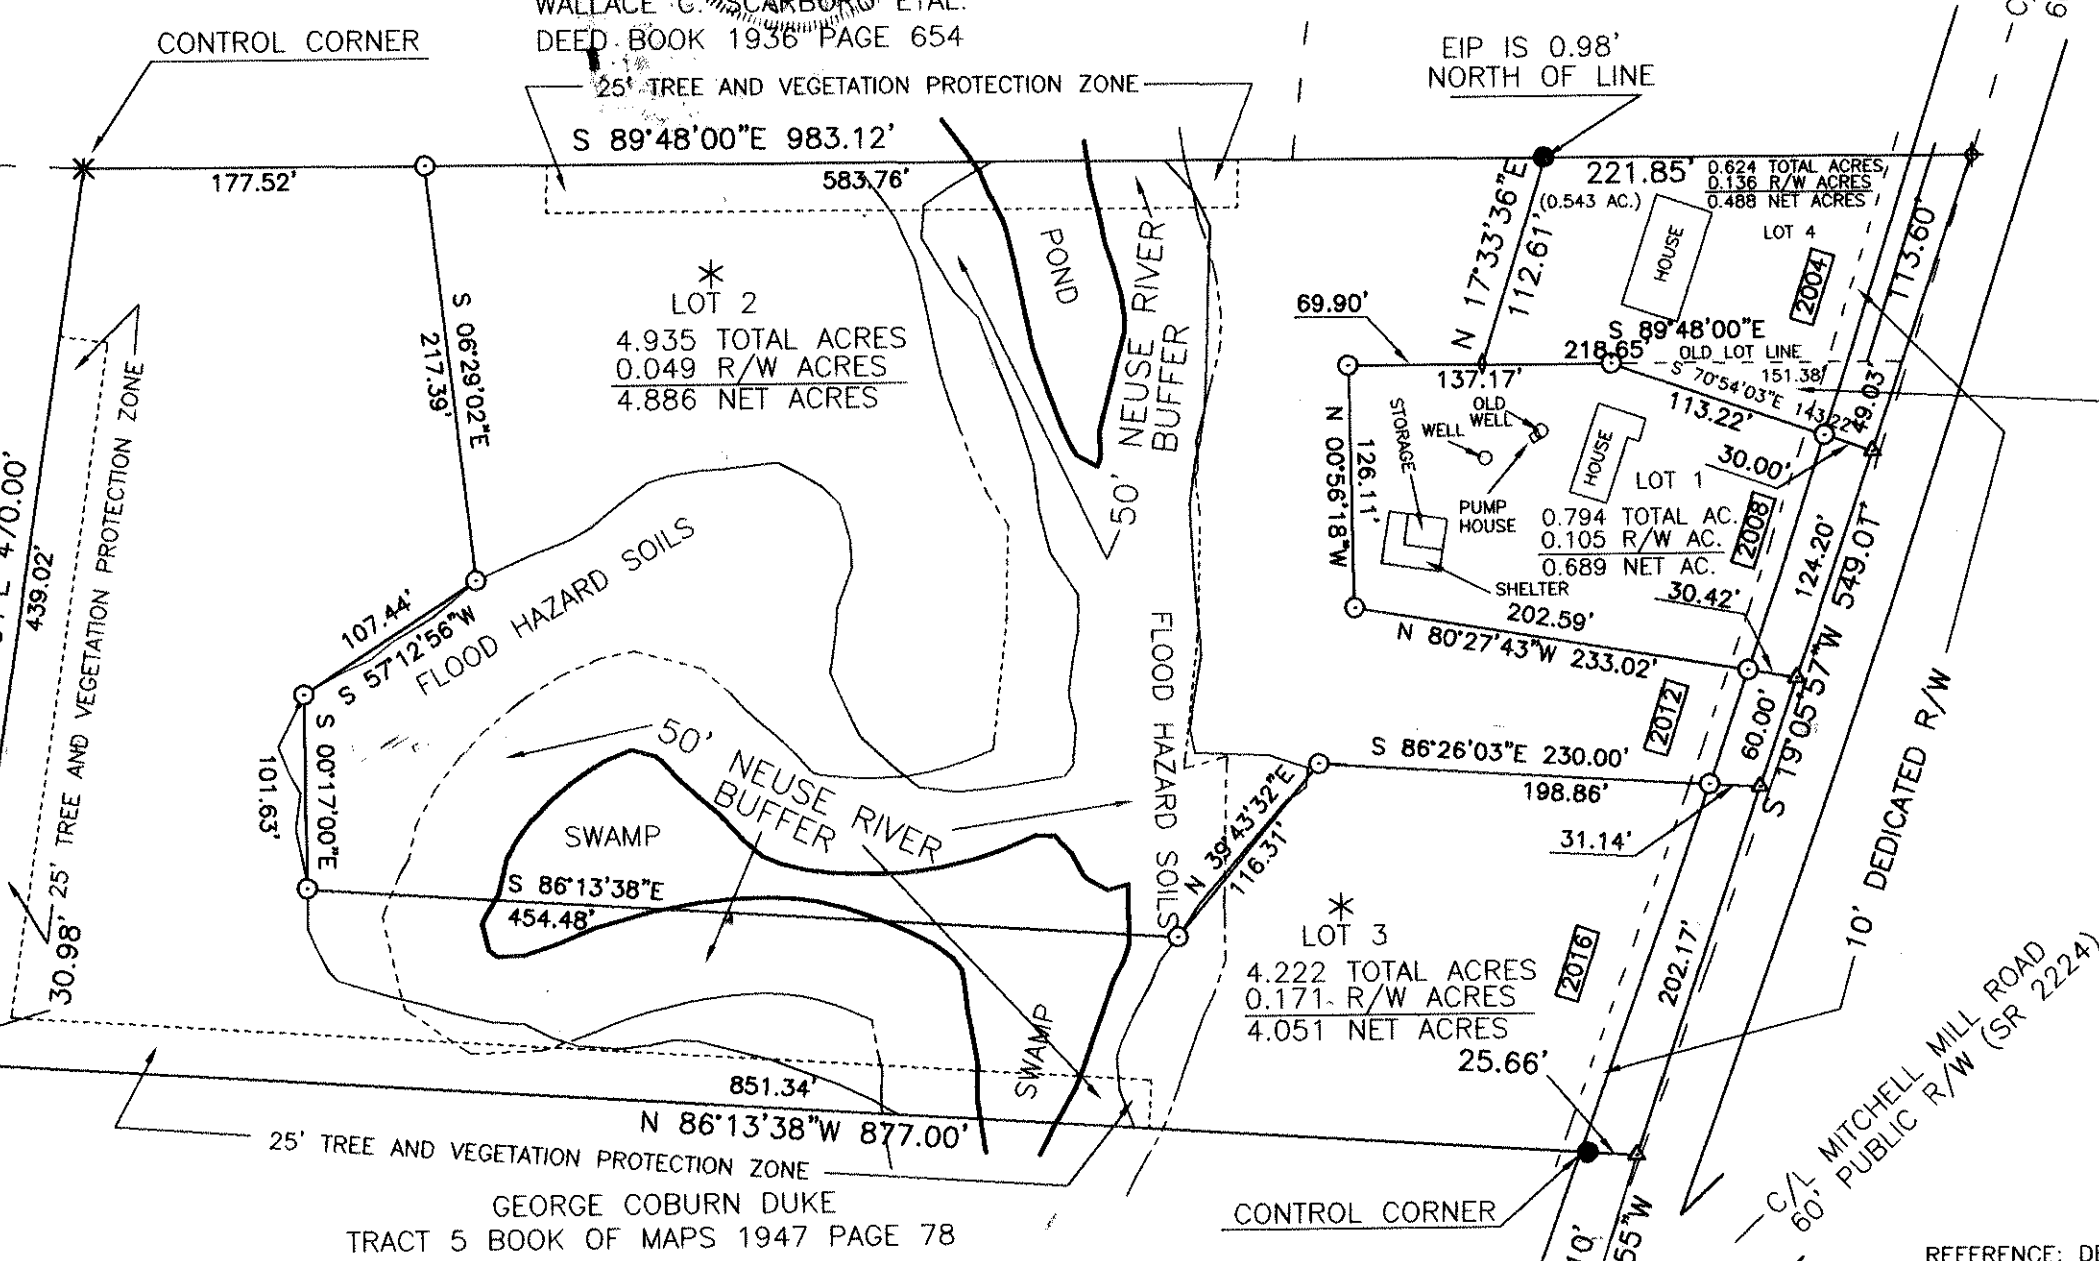 WALLACE G. SCARBORO ETAL.
DEED BOOK 1936 PAGE 654
CONTROL CORNER
25' TREE AND VEGETATION PROTECTION ZONE
EIP IS 0.98'
NORTH OF LINE
S 89°48'00"E 983.12'
177.52'
583.76'
221.85'
(0.543 AC.)
0.624 TOTAL ACRES
0.136 R/W ACRES
0.488 NET ACRES
LOT 4
HOUSE
2004
113.60'
N 17°33'36"E
112.61'
POND
50' NEUSE RIVER
BUFFER
LOT 2
4.935 TOTAL ACRES
0.049 R/W ACRES
4.886 NET ACRES
S 06°29'02"E
217.39'
69.90'
S 89°48'00"E
218.65'
OLD LOT LINE
151.38'
137.17'
S 70°54'03"E 143.22'
113.22'
49.03'
30.00'
N 00°56'18"W
126.11'
STORAGE
WELL
OLD
WELL
PUMP
HOUSE
HOUSE
LOT 1
0.794 TOTAL AC.
0.105 R/W AC.
0.689 NET AC.
2008
SHELTER
30.42'
124.20'
202.59'
N 80°27'43"W 233.02'
439.02'
470.00'
25' TREE AND VEGETATION PROTECTION ZONE
30.98'
107.44'
S 57°12'56"W
FLOOD HAZARD SOILS
S 00°17'00"E
101.63'
50' NEUSE RIVER
BUFFER
SWAMP
S 86°13'38"E
454.48'
FLOOD HAZARD SOILS
N 39°43'32"E
116.31'
S 86°26'03"E 230.00'
198.86'
31.14'
2012
60.00'
S 19°05'57"W 549.01'
10' DEDICATED R/W
LOT 3
4.222 TOTAL ACRES
0.171 R/W ACRES
4.051 NET ACRES
2016
202.17'
25.66'
SWAMP
851.34'
N 86°13'38"W 877.00'
25' TREE AND VEGETATION PROTECTION ZONE
GEORGE COBURN DUKE
TRACT 5 BOOK OF MAPS 1947 PAGE 78
CONTROL CORNER
C/L MITCHELL MILL ROAD
60' PUBLIC R/W (SR 2224)
55"W
REFERENCE: